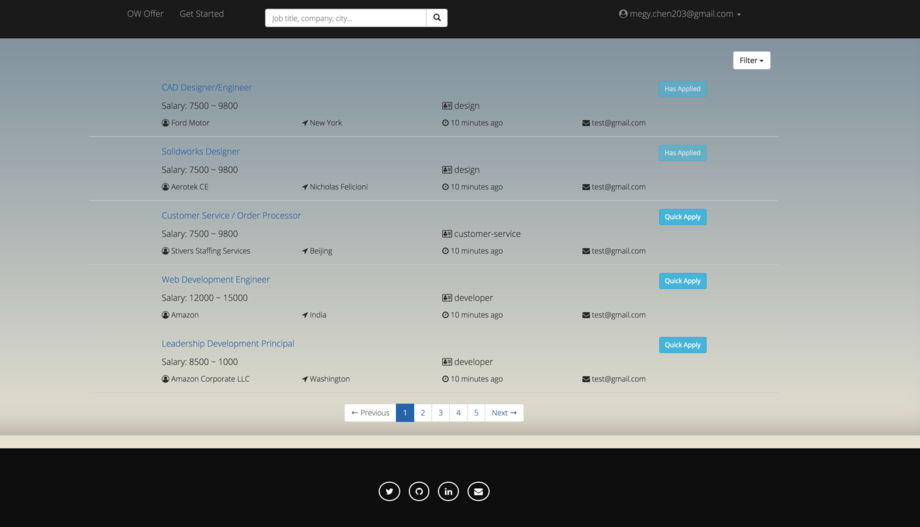 OW Offer Get Started Job title, company, city... megy.chen203@gmail.com
Filter
CAD Designer/Engineer Has Applied
Salary: 7500 ~ 9800 design
Ford Motor New York 10 minutes ago test@gmail.com
Solidworks Designer Has Applied
Salary: 7500 ~ 9800 design
Aerotek CE Nicholas Felicioni 10 minutes ago test@gmail.com
Customer Service / Order Processor Quick Apply
Salary: 7500 ~ 9800 customer-service
Stivers Staffing Services Beijing 10 minutes ago test@gmail.com
Web Development Engineer Quick Apply
Salary: 12000 ~ 15000 developer
Amazon India 10 minutes ago test@gmail.com
Leadership Development Principal Quick Apply
Salary: 8500 ~ 1000 developer
Amazon Corporate LLC Washington 10 minutes ago test@gmail.com
← Previous 1 2 3 4 5 Next →